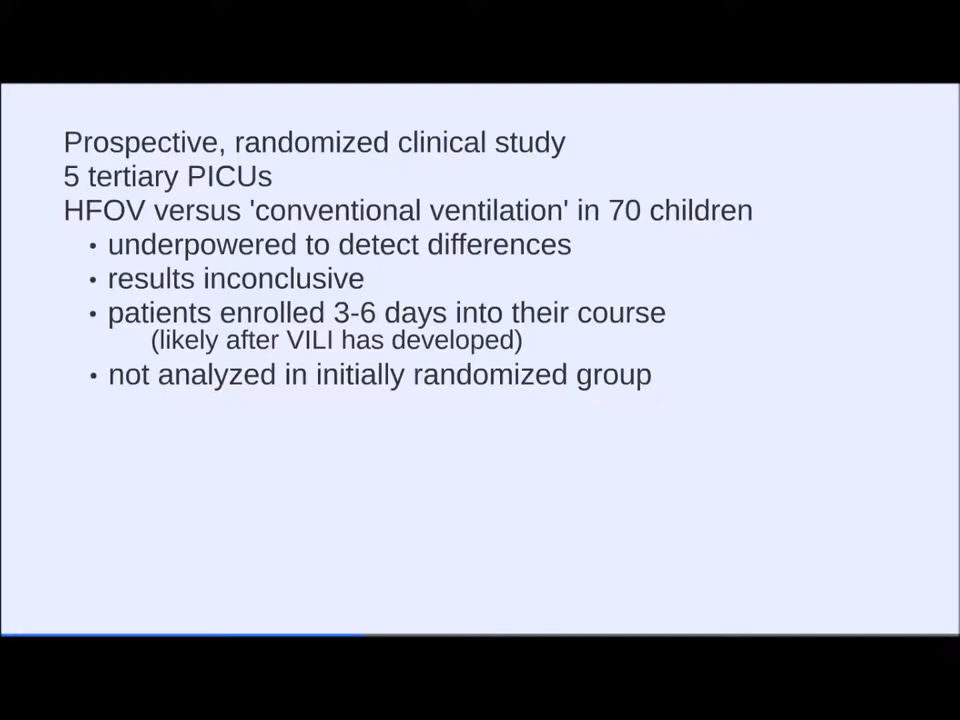 Prospective, randomized clinical study
5 tertiary PICUs
HFOV versus 'conventional ventilation' in 70 children
• underpowered to detect differences
• results inconclusive
• patients enrolled 3-6 days into their course
(likely after VILI has developed)
• not analyzed in initially randomized group